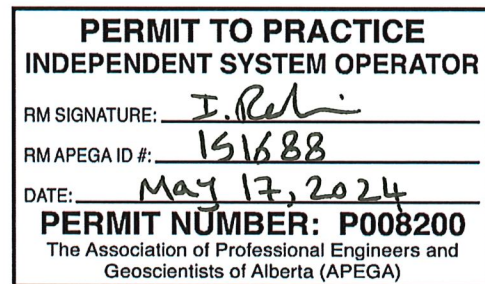 PERMIT TO PRACTICE
INDEPENDENT SYSTEM OPERATOR
RM SIGNATURE:
RM APEGA ID #: 151688
DATE: May 17, 2024
PERMIT NUMBER: P008200
The Association of Professional Engineers and
Geoscientists of Alberta (APEGA)